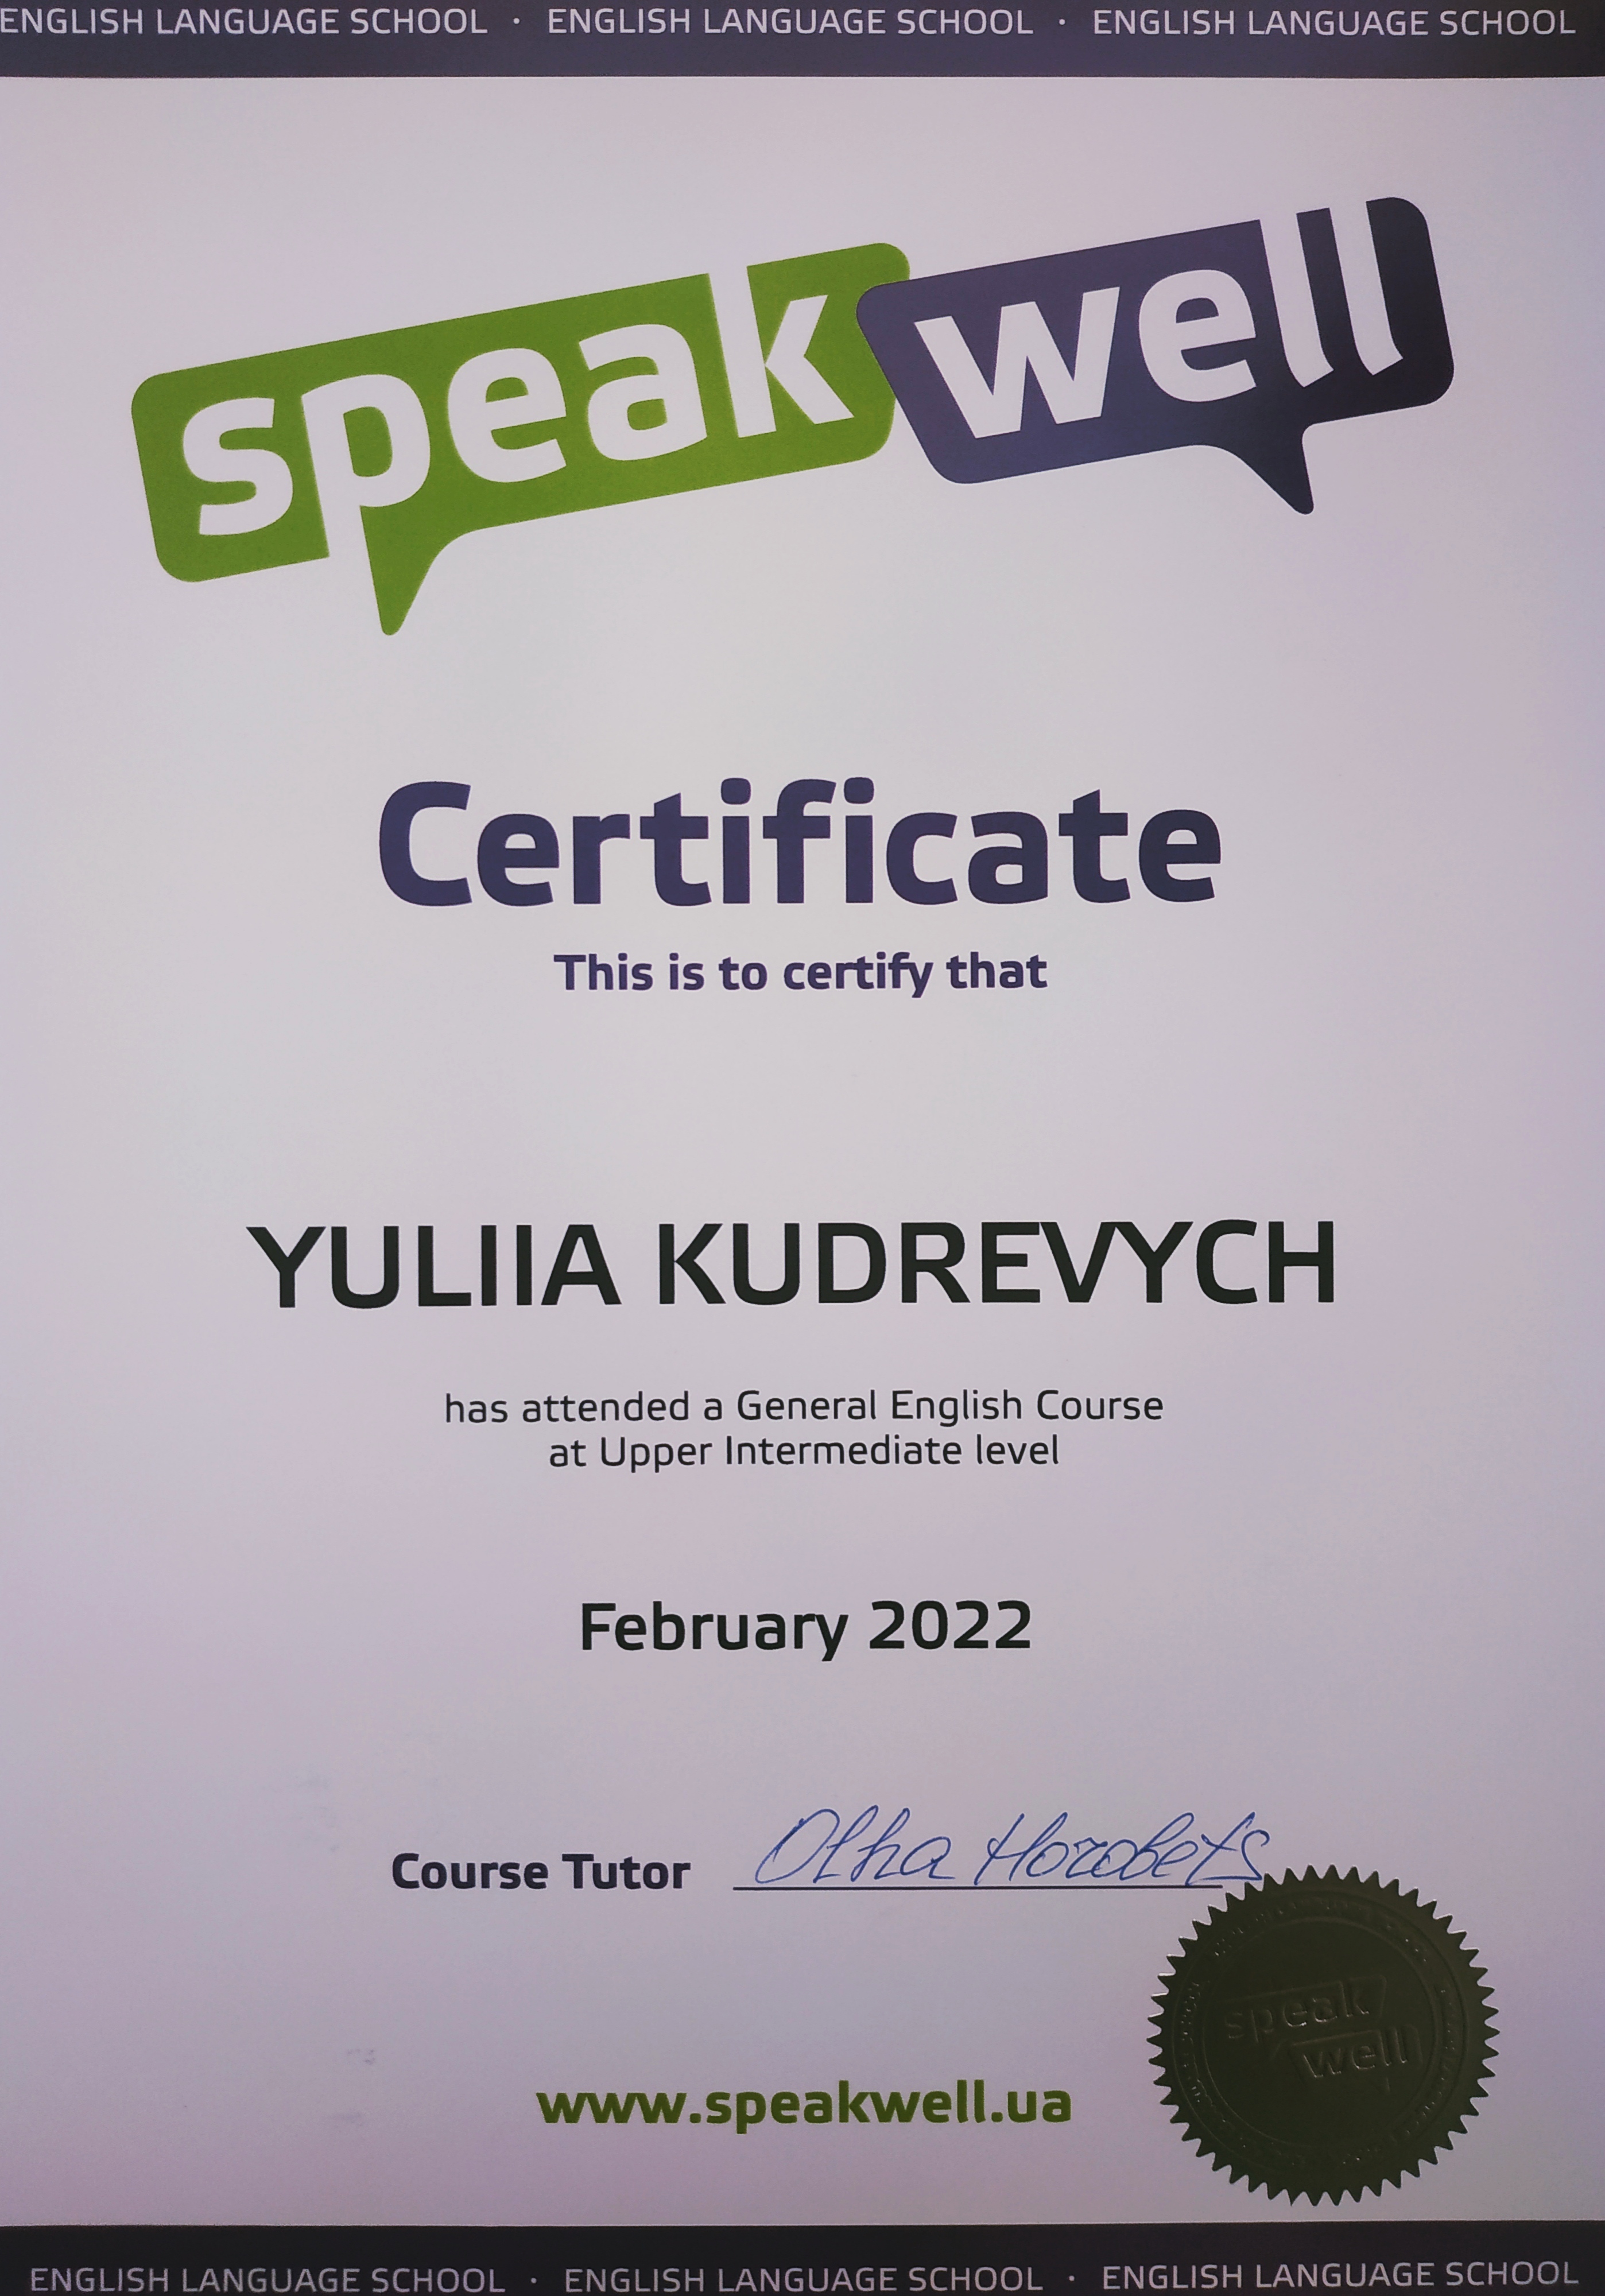 ENGLISH LANGUAGE SCHOOL · ENGLISH LANGUAGE SCHOOL · ENGLISH LANGUAGE SCHOOL
speak well
Certificate
This is to certify that
YULIIA KUDREVYCH
has attended a General English Course
at Upper Intermediate level
February 2022
Course Tutor Olha Horobets
speak
well
www.speakwell.ua
ENGLISH LANGUAGE SCHOOL · ENGLISH LANGUAGE SCHOOL · ENGLISH LANGUAGE SCHOOL